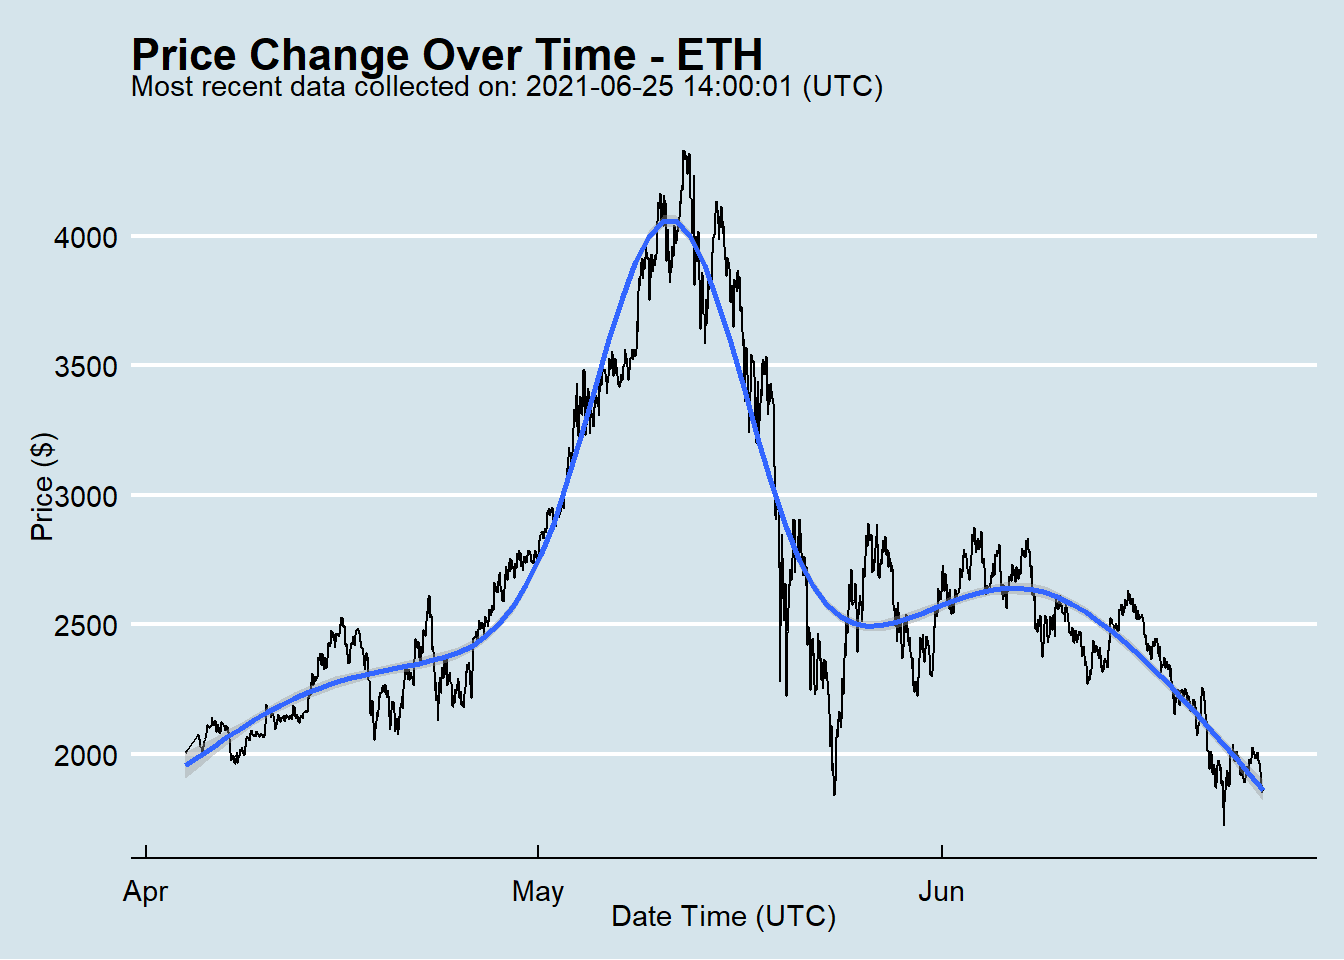 Price Change Over Time - ETH
Most recent data collected on: 2021-06-25 14:00:01 (UTC)
4000
3500
3000
2500
2000
Price ($)
Apr
May
Jun
Date Time (UTC)